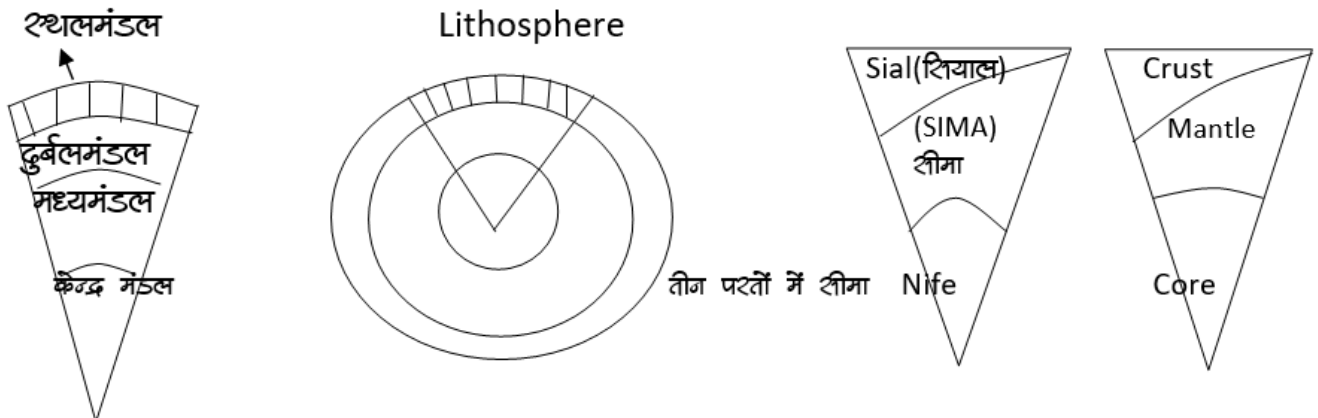 स्थलमंडल
दुर्बलमंडल
मध्यमंडल
केन्द्र मंडल
Lithosphere
तीन परतों में सीमा
Sial(सियाल)
(SIMA)
सीमा
Nife
Crust
Mantle
Core